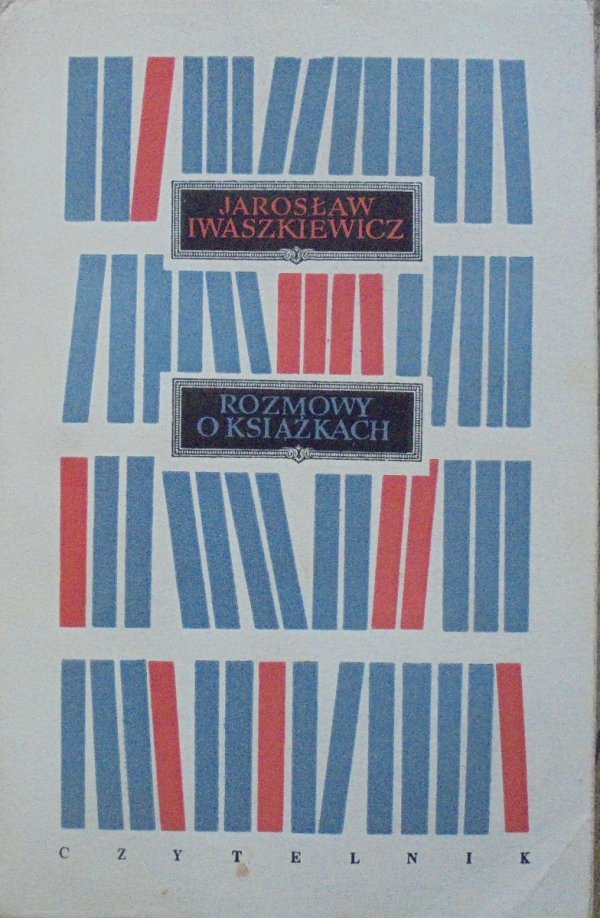 JAROSŁAW
IWASZKIEWICZ
ROZMOWY
O KSIĄŻKACH
CZYTELNIK